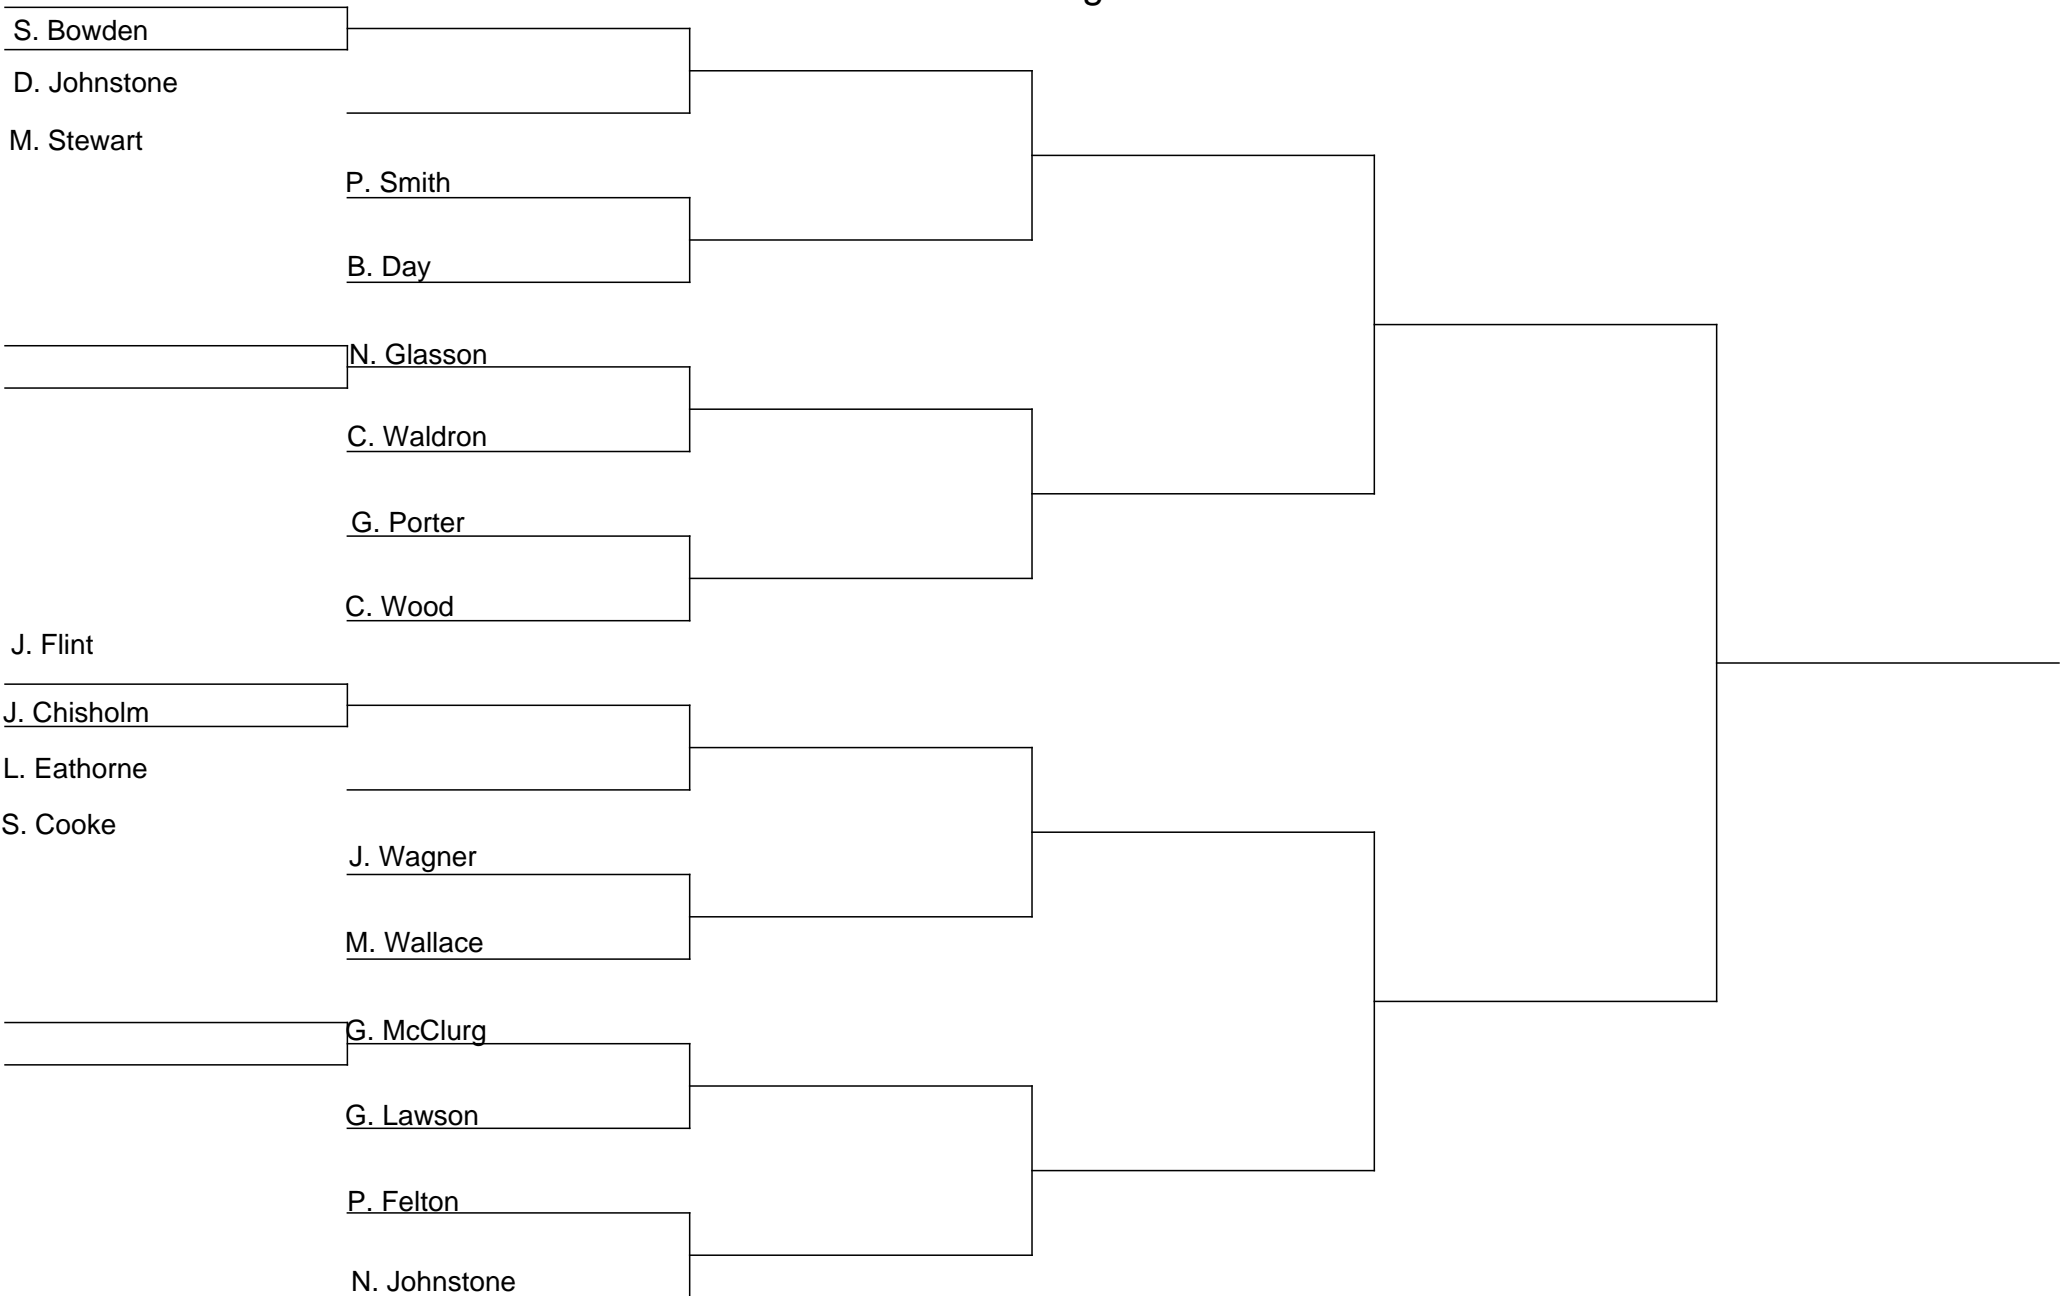 S. Bowden
D. Johnstone
M. Stewart
P. Smith
B. Day
N. Glasson
C. Waldron
G. Porter
C. Wood
J. Flint
J. Chisholm
L. Eathorne
S. Cooke
J. Wagner
M. Wallace
G. McClurg
G. Lawson
P. Felton
N. Johnstone